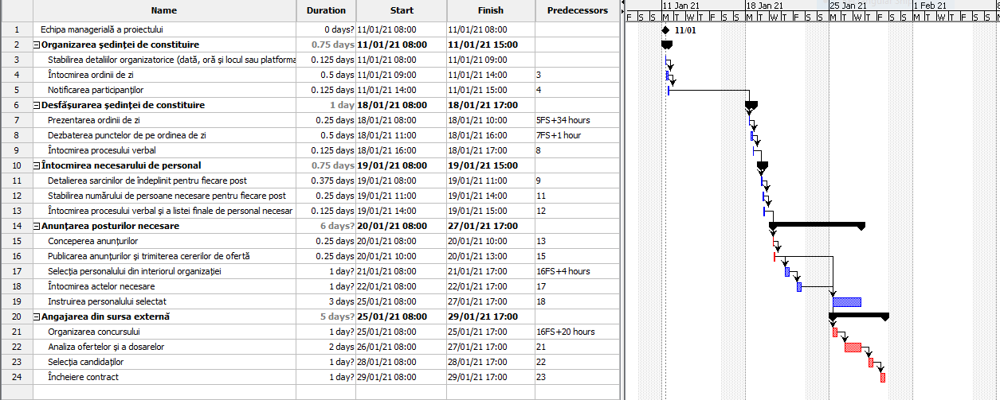 Name Duration Start Finish Predecessors
11 Jan 21 18 Jan 21 25 Jan 21 1 Feb 21 8
F S S M T W T F S S M T W T F S S M T W T F S S M T W T F S S
1 Echipa managerială a proiectului 0 days? 11/01/21 08:00 11/01/21 08:00
11/01
2 Organizarea ședinței de constituire 0.75 days 11/01/21 08:00 11/01/21 15:00
3 Stabilirea detaliilor organizatorice (dată, oră și locul sau platforma 0.125 days 11/01/21 08:00 11/01/21 09:00
4 Întocmirea ordinii de zi 0.5 days 11/01/21 09:00 11/01/21 14:00 3
5 Notificarea participanților 0.125 days 11/01/21 14:00 11/01/21 15:00 4
6 Desfășurarea ședinței de constituire 1 day 18/01/21 08:00 18/01/21 17:00
7 Prezentarea ordinii de zi 0.25 days 18/01/21 08:00 18/01/21 10:00 5FS+34 hours
8 Dezbaterea punctelor de pe ordinea de zi 0.5 days 18/01/21 11:00 18/01/21 16:00 7FS+1 hour
9 Întocmirea procesului verbal 0.125 days 18/01/21 16:00 18/01/21 17:00 8
10 Întocmirea necesarului de personal 0.75 days 19/01/21 08:00 19/01/21 15:00
11 Detalierea sarcinilor de îndeplinit pentru fiecare post 0.375 days 19/01/21 08:00 19/01/21 11:00 9
12 Stabilirea numărului de persoane necesare pentru fiecare post 0.25 days 19/01/21 11:00 19/01/21 14:00 11
13 Întocmirea procesului verbal și a listei finale de personal necesar 0.125 days 19/01/21 14:00 19/01/21 15:00 12
14 Anunțarea posturilor necesare 6 days? 20/01/21 08:00 27/01/21 17:00
15 Conceperea anunțurilor 0.25 days 20/01/21 08:00 20/01/21 10:00 13
16 Publicarea anunțurilor și trimiterea cererilor de ofertă 0.25 days 20/01/21 10:00 20/01/21 13:00 15
17 Selecția personalului din interiorul organizației 1 day? 21/01/21 08:00 21/01/21 17:00 16FS+4 hours
18 Întocmirea actelor necesare 1 day? 22/01/21 08:00 22/01/21 17:00 17
19 Instruirea personalului selectat 3 days 25/01/21 08:00 27/01/21 17:00 18
20 Angajarea din sursa externă 5 days? 25/01/21 08:00 29/01/21 17:00
21 Organizarea concursului 1 day? 25/01/21 08:00 25/01/21 17:00 16FS+20 hours
22 Analiza ofertelor și a dosarelor 2 days 26/01/21 08:00 27/01/21 17:00 21
23 Selecția candidaților 1 day? 28/01/21 08:00 28/01/21 17:00 22
24 Încheiere contract 1 day? 29/01/21 08:00 29/01/21 17:00 23